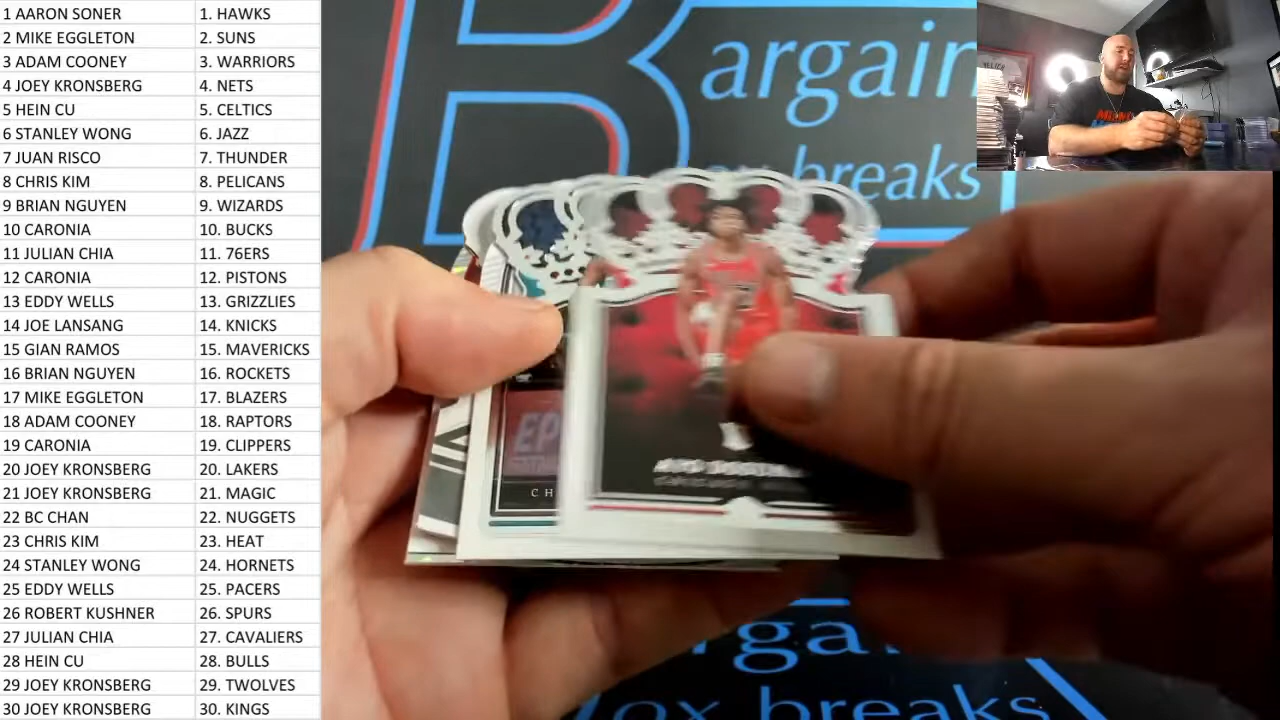 1 AARON SONER 1. HAWKS
2 MIKE EGGLETON 2. SUNS
3 ADAM COONEY 3. WARRIORS
4 JOEY KRONSBERG 4. NETS
5 HEIN CU 5. CELTICS
6 STANLEY WONG 6. JAZZ
7 JUAN RISCO 7. THUNDER
8 CHRIS KIM 8. PELICANS
9 BRIAN NGUYEN 9. WIZARDS
10 CARONIA 10. BUCKS
11 JULIAN CHIA 11. 76ERS
12 CARONIA 12. PISTONS
13 EDDY WELLS 13. GRIZZLIES
14 JOE LANSANG 14. KNICKS
15 GIAN RAMOS 15. MAVERICKS
16 BRIAN NGUYEN 16. ROCKETS
17 MIKE EGGLETON 17. BLAZERS
18 ADAM COONEY 18. RAPTORS
19 CARONIA 19. CLIPPERS
20 JOEY KRONSBERG 20. LAKERS
21 JOEY KRONSBERG 21. MAGIC
22 BC CHAN 22. NUGGETS
23 CHRIS KIM 23. HEAT
24 STANLEY WONG 24. HORNETS
25 EDDY WELLS 25. PACERS
26 ROBERT KUSHNER 26. SPURS
27 JULIAN CHIA 27. CAVALIERS
28 HEIN CU 28. BULLS
29 JOEY KRONSBERG 29. TWOLVES
30 JOEY KRONSBERG 30. KINGS
Bargain
ox breaks
EP
CH
rgai
ox breaks